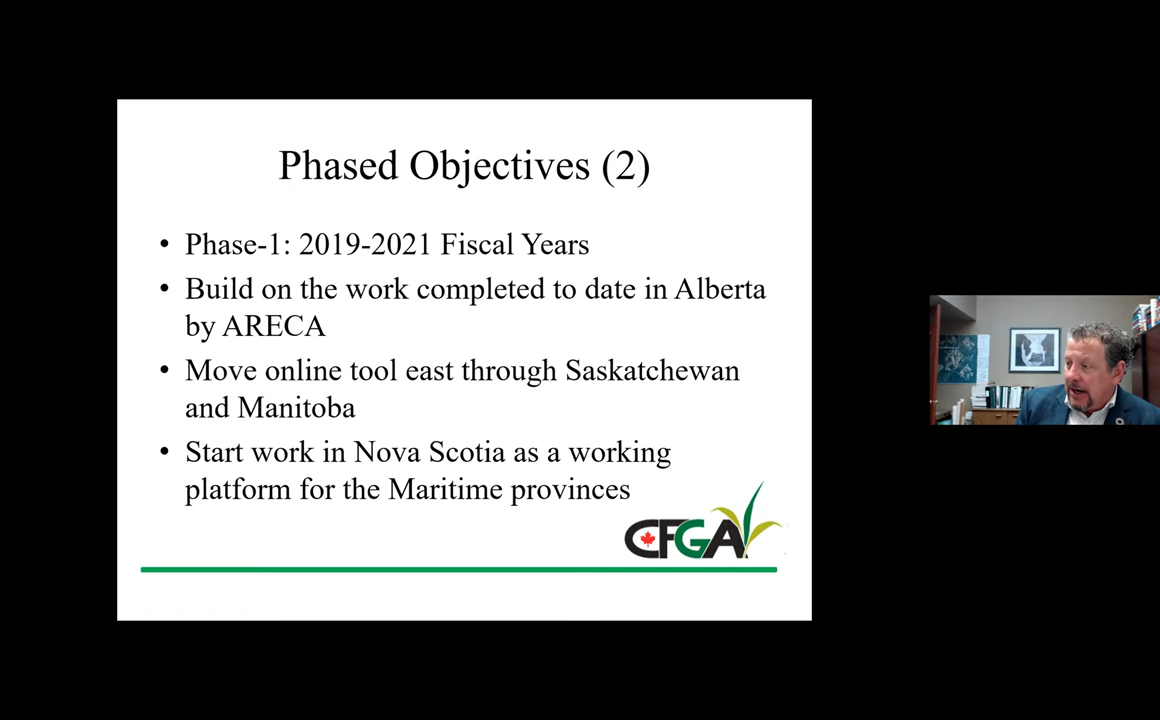 Phased Objectives (2)
• Phase-1: 2019-2021 Fiscal Years
• Build on the work completed to date in Alberta
by ARECA
• Move online tool east through Saskatchewan
and Manitoba
• Start work in Nova Scotia as a working
platform for the Maritime provinces
CFGA